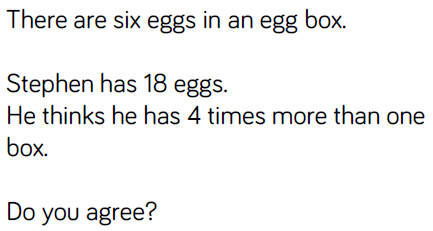 There are six eggs in an egg box.
Stephen has 18 eggs.
He thinks he has 4 times more than one
box.
Do you agree?